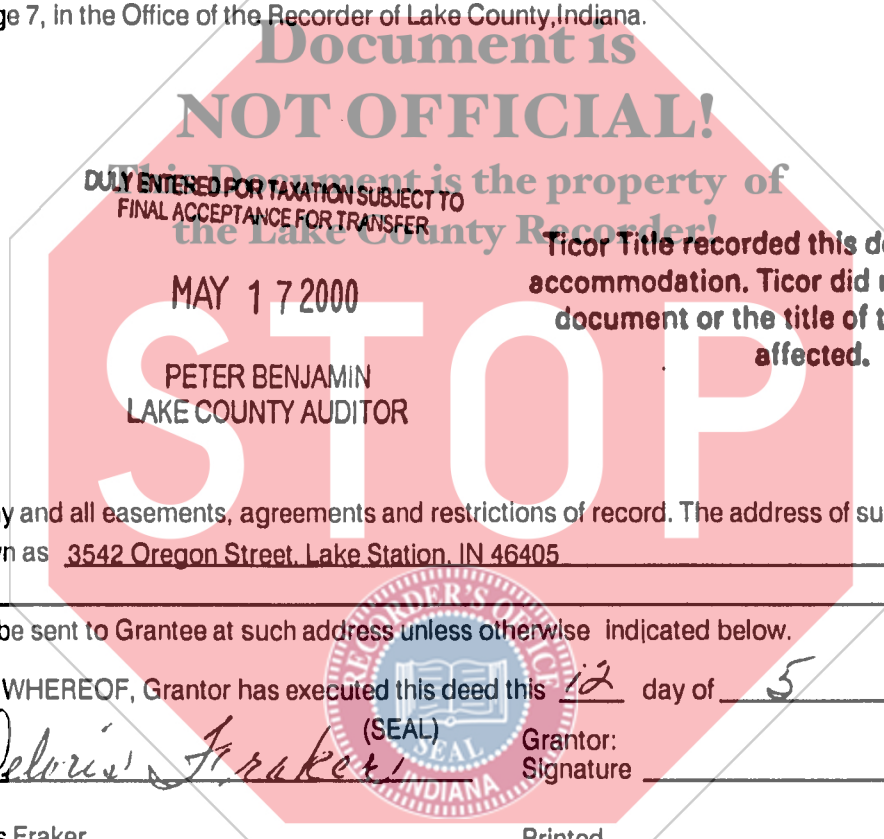 ge 7, in the Office of the Recorder of Lake County, Indiana.
Document is
NOT OFFICIAL!
This Document is the property of
the Lake County Recorder!
DULY ENTERED FOR TAXATION SUBJECT TO
FINAL ACCEPTANCE FOR TRANSFER
MAY 17 2000
PETER BENJAMIN
LAKE COUNTY AUDITOR
Ticor Title recorded this d
accommodation. Ticor did
document or the title of t
affected.
STOP
y and all easements, agreements and restrictions of record. The address of su
n as 3542 Oregon Street, Lake Station, IN 46405
be sent to Grantee at such address unless otherwise indicated below.
WHEREOF, Grantor has executed this deed this 12 day of 5
(SEAL)
Deloris Fraker
Grantor:
Signature
RECORDER'S OFFICE
SEAL
INDIANA
s Fraker
Printed